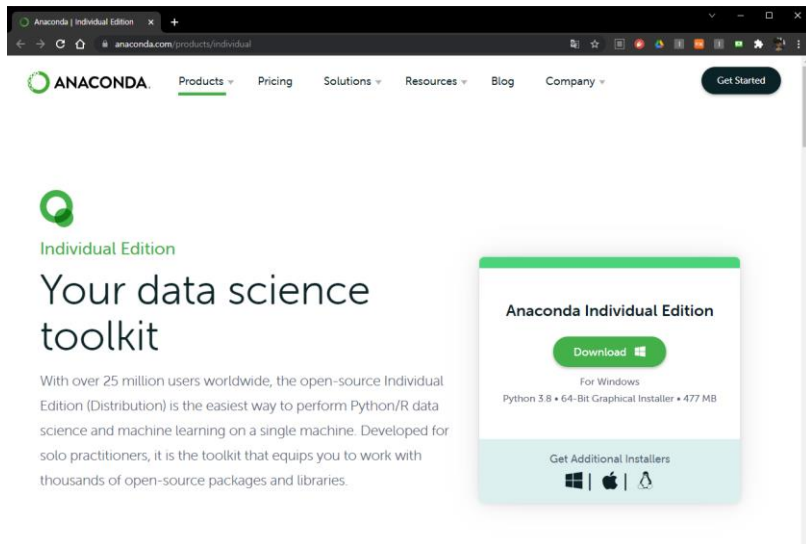 Anaconda | Individual Edition
anaconda.com/products/individual
ANACONDA.
Products
Pricing
Solutions
Resources
Blog
Company
Get Started
Individual Edition
Your data science
toolkit
With over 25 million users worldwide, the open-source Individual
Edition (Distribution) is the easiest way to perform Python/R data
science and machine learning on a single machine. Developed for
solo practitioners, it is the toolkit that equips you to work with
thousands of open-source packages and libraries.
Anaconda Individual Edition
Download
For Windows
Python 3.8 • 64-Bit Graphical Installer • 477 MB
Get Additional Installers